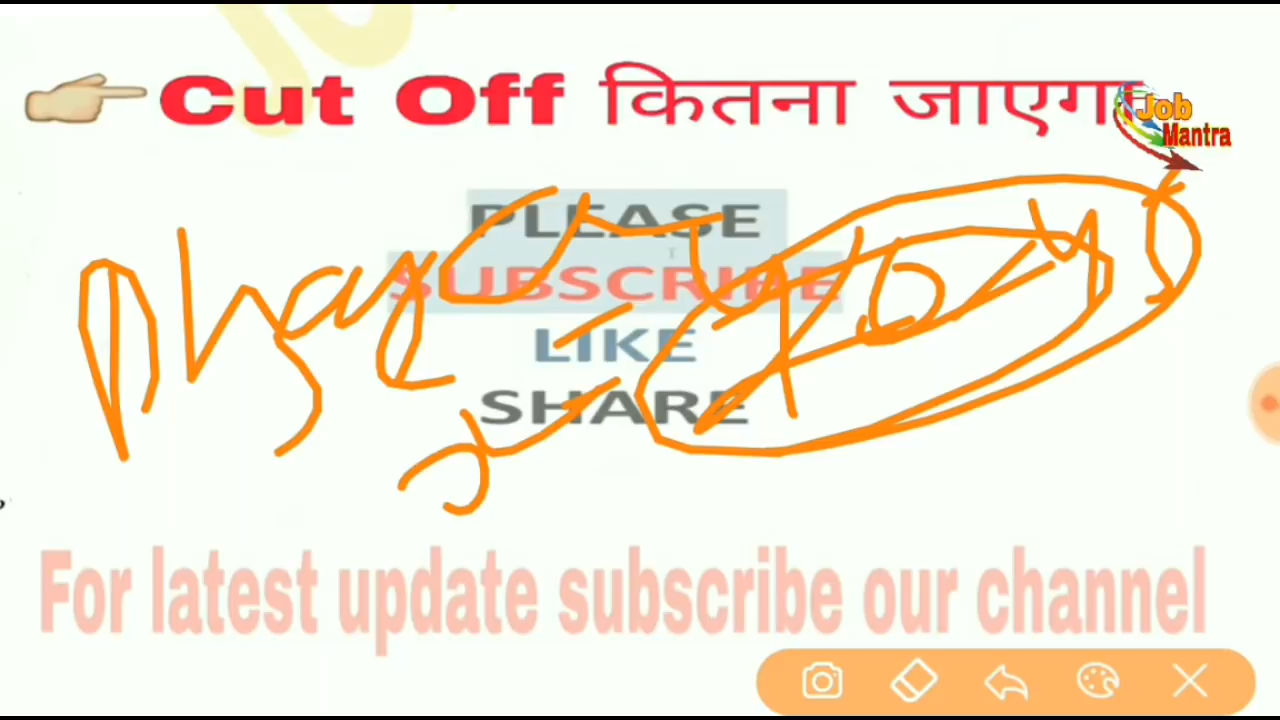 Cut Off कितना जाएगा
Job
Mantra
PLEASE
SUBSCRIBE
LIKE
SHARE
For latest update subscribe our channel